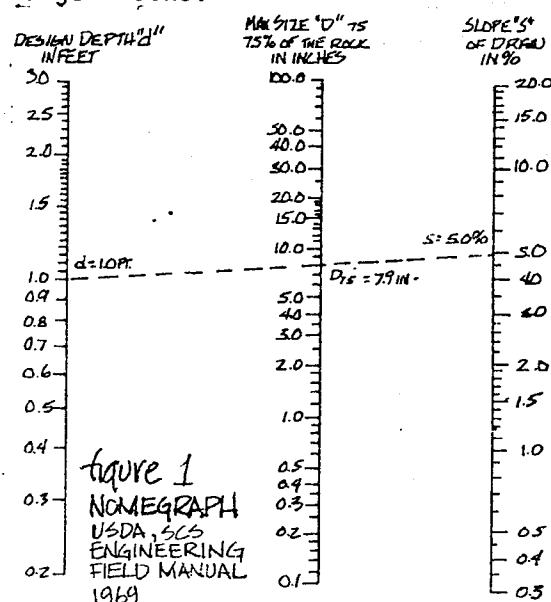 DESIGN DEPTH "d"
IN FEET
MAX SIZE "D" 75
75% OF THE ROCK
IN INCHES
SLOPE "S"
OF DRAIN
IN %
3.0
2.5
2.0
1.5
1.0
0.9
0.8
0.7
0.6
0.5
0.4
0.3
0.2
100.0
50.0
40.0
30.0
20.0
15.0
10.0
5.0
4.0
3.0
2.0
1.0
0.5
0.4
0.3
0.2
0.1
20.0
15.0
10.0
5.0
4.0
3.0
2.0
1.5
1.0
0.5
0.4
0.3
d=1.0 FT.
D75 = 7.9 IN.
S= 5.0%
figure 1
NOMEGRAPH
USDA, SCS
ENGINEERING
FIELD MANUAL
1969